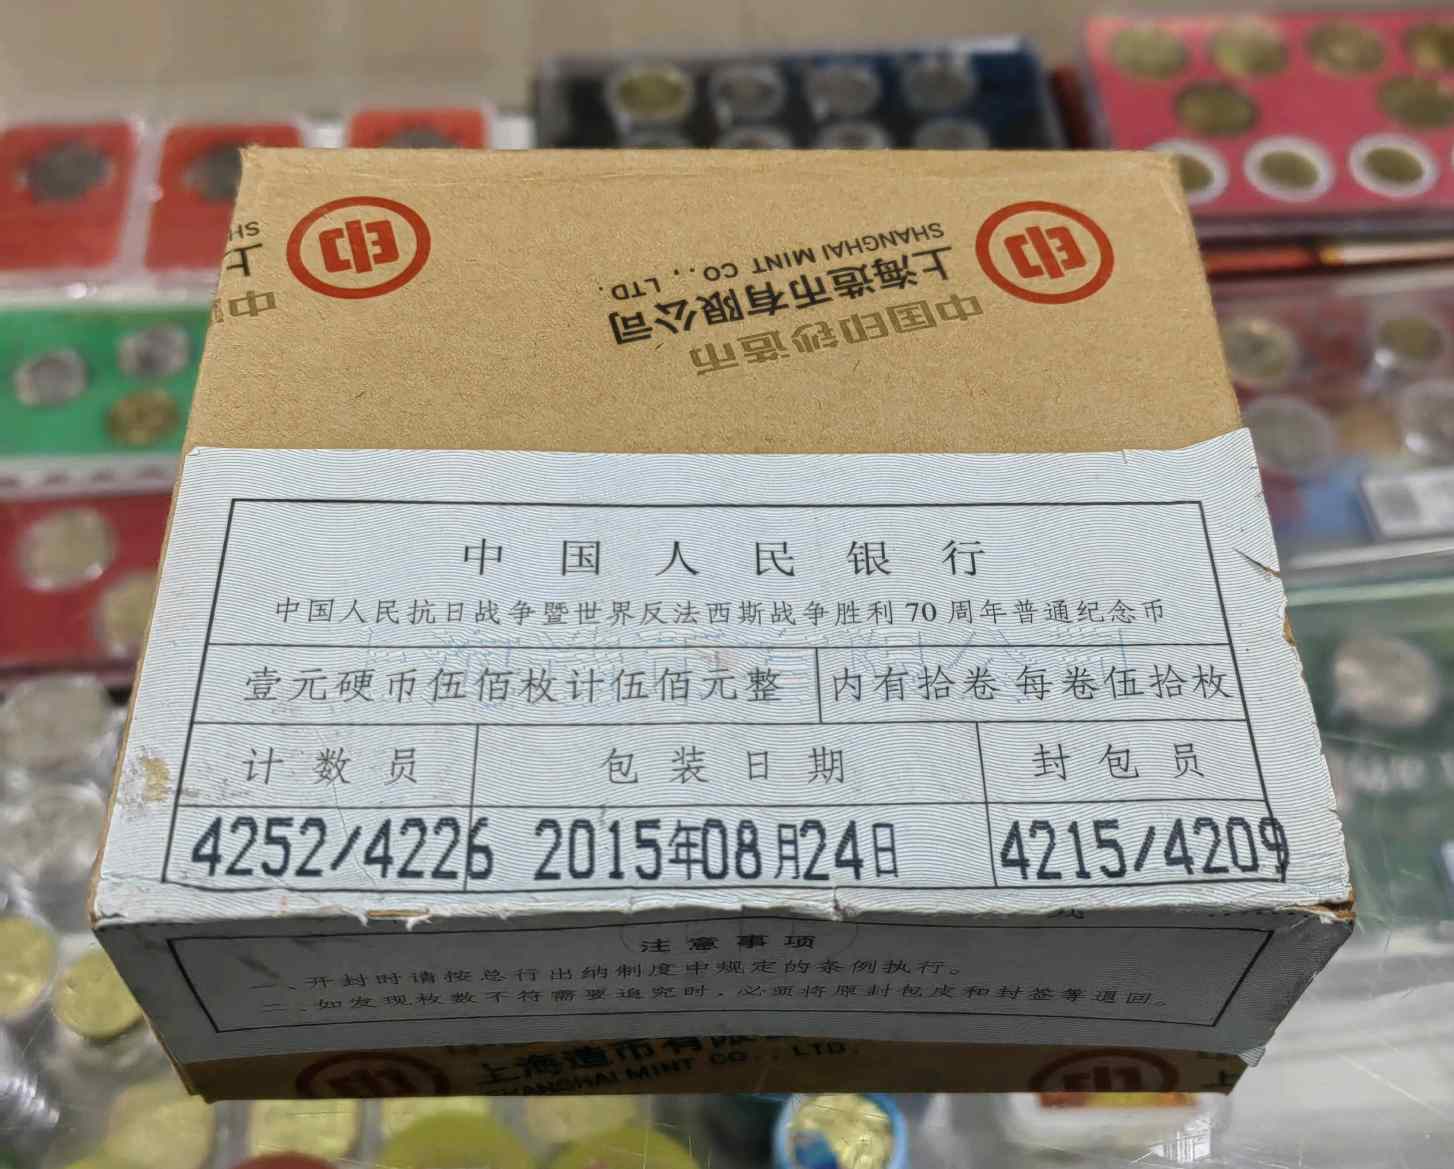 印
印
SH
上
中
SHANGHAI MINT CO., LTD.
上海造币有限公司
中国印钞造币
中国人民银行
中国人民抗日战争暨世界反法西斯战争胜利70周年普通纪念币
壹元硬币伍佰枚计伍佰元整 内有拾卷 每卷伍拾枚
计数员 包装日期 封包员
4252/4226 2015年08月24日 4215/4209
注意事项
一、开封时请按总行出纳制度中规定的条例执行。
二、如发现枚数不符需要追究时，必须将原封包皮和封签等退回。
上海造币有限
SHANGHAI MINT CO., LTD.
上